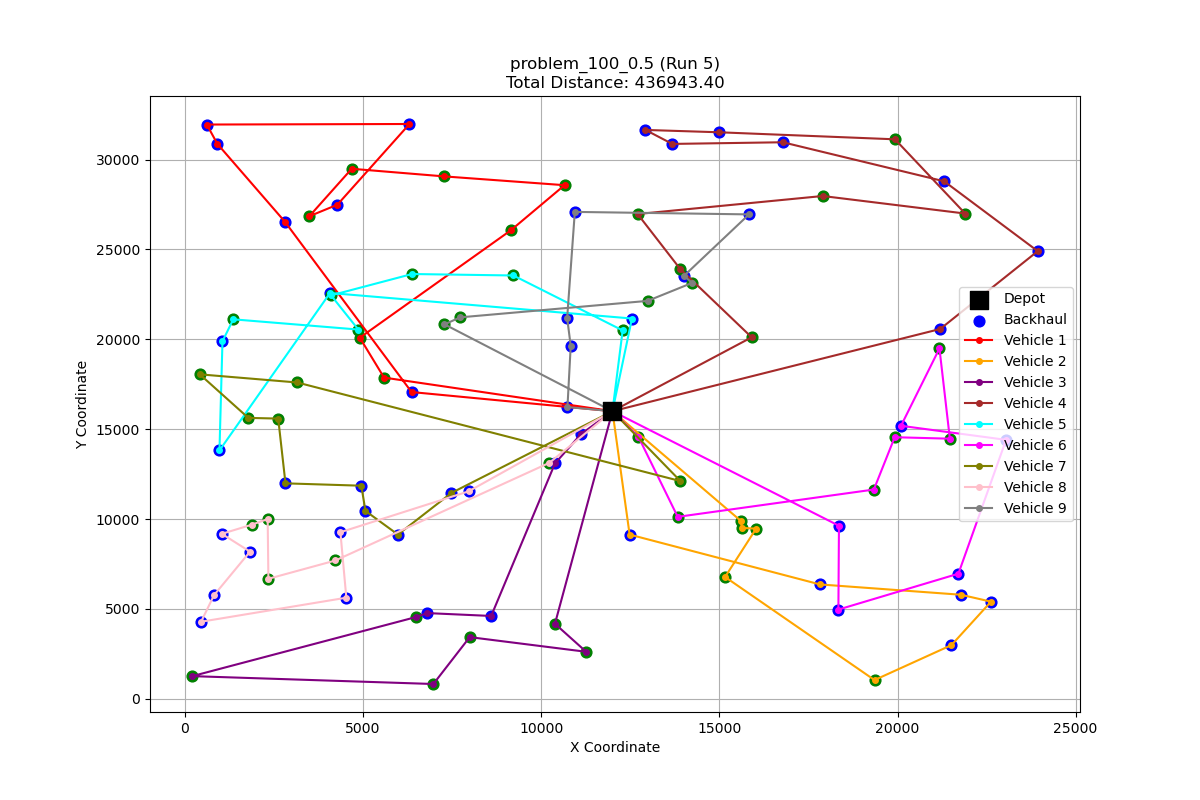 problem_100_0.5 (Run 5)
Total Distance: 436943.40
30000
25000
20000
15000
10000
5000
0
Y Coordinate
Depot
Backhaul
Vehicle 1
Vehicle 2
Vehicle 3
Vehicle 4
Vehicle 5
Vehicle 6
Vehicle 7
Vehicle 8
Vehicle 9
0 5000 10000 15000 20000 25000
X Coordinate